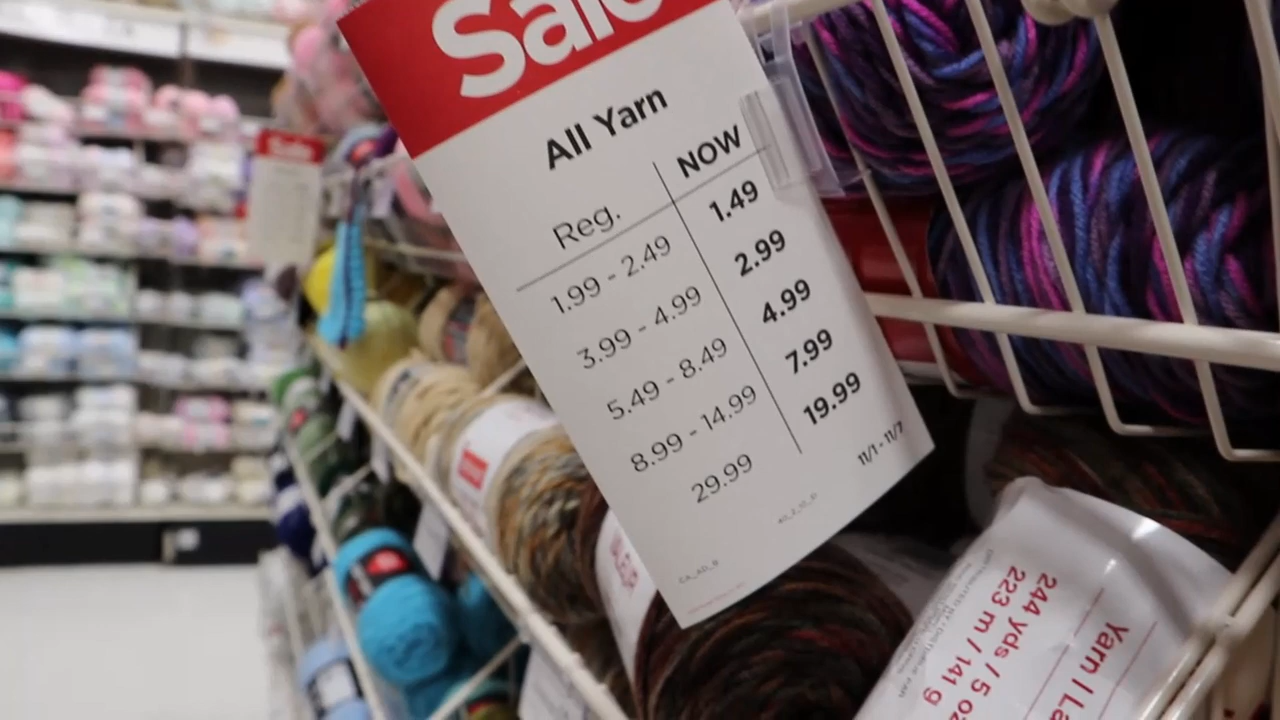 Sale
All Yarn
Reg. NOW
1.99 - 2.49 1.49
3.99 - 4.99 2.99
5.49 - 8.49 4.99
8.99 - 14.99 7.99
29.99 19.99
11/1 - 11/7
CA_AD_B
Sale
Yarn / La
244 yds / 5 oz
223 m / 141 g